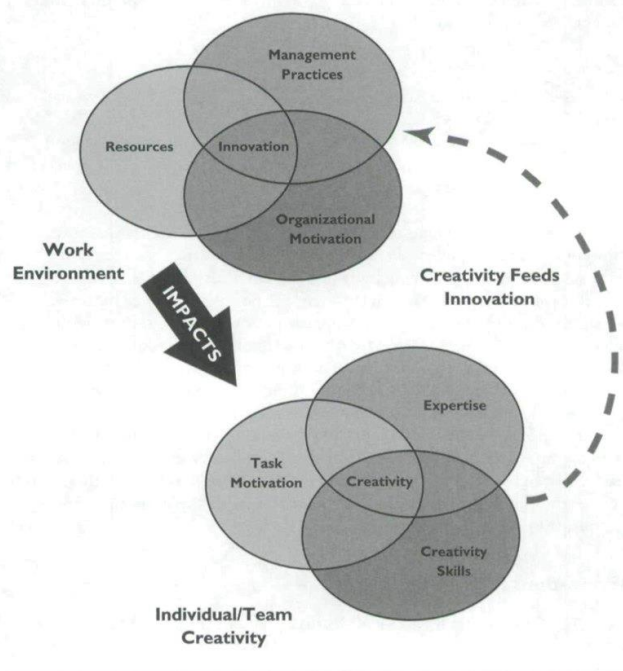 Management
Practices
Resources
Innovation
Organizational
Motivation
Work
Environment
IMPACTS
Creativity Feeds
Innovation
Expertise
Task
Motivation
Creativity
Creativity
Skills
Individual/Team
Creativity